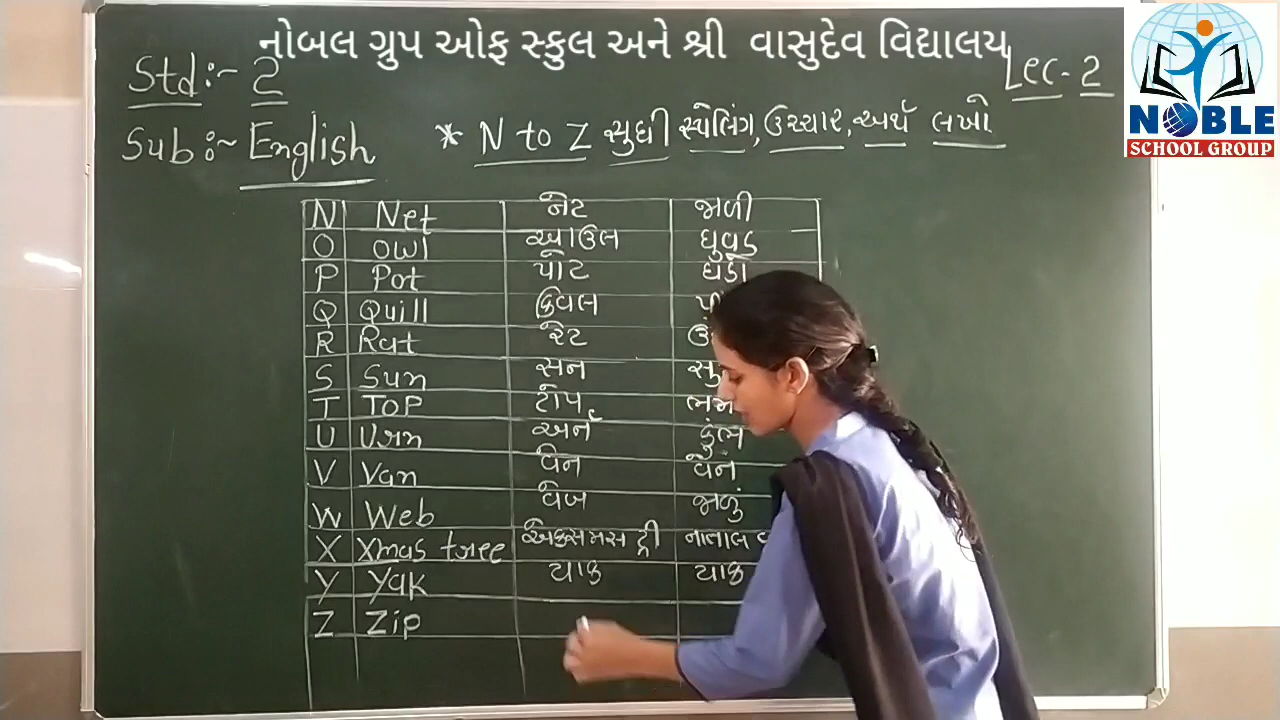 નોબલ ગ્રુપ ઓફ સ્કુલ અને શ્રી વાસુદેવ વિદ્યાલય
Std:- 2
Lec- 2
NOBLE
SCHOOL GROUP
Sub:- English
* N to Z સુધી સ્પેલિંગ, ઉચ્ચાર, અર્થ લખો
N Net નેટ જાળી
O owl આઉલ ઘુવડ
P Pot પોટ ઘડો
Q Quill ક્વિલ
R Rat રેટ
S Sun સન
T Top ટોપ
U Urn અર્ન કુંભ
V Van વેન વેન
W Web વેબ જાળું
X Xmas tree એક્સમસ ટ્રી નાતાલ
Y Yak યાક યાક
Z Zip